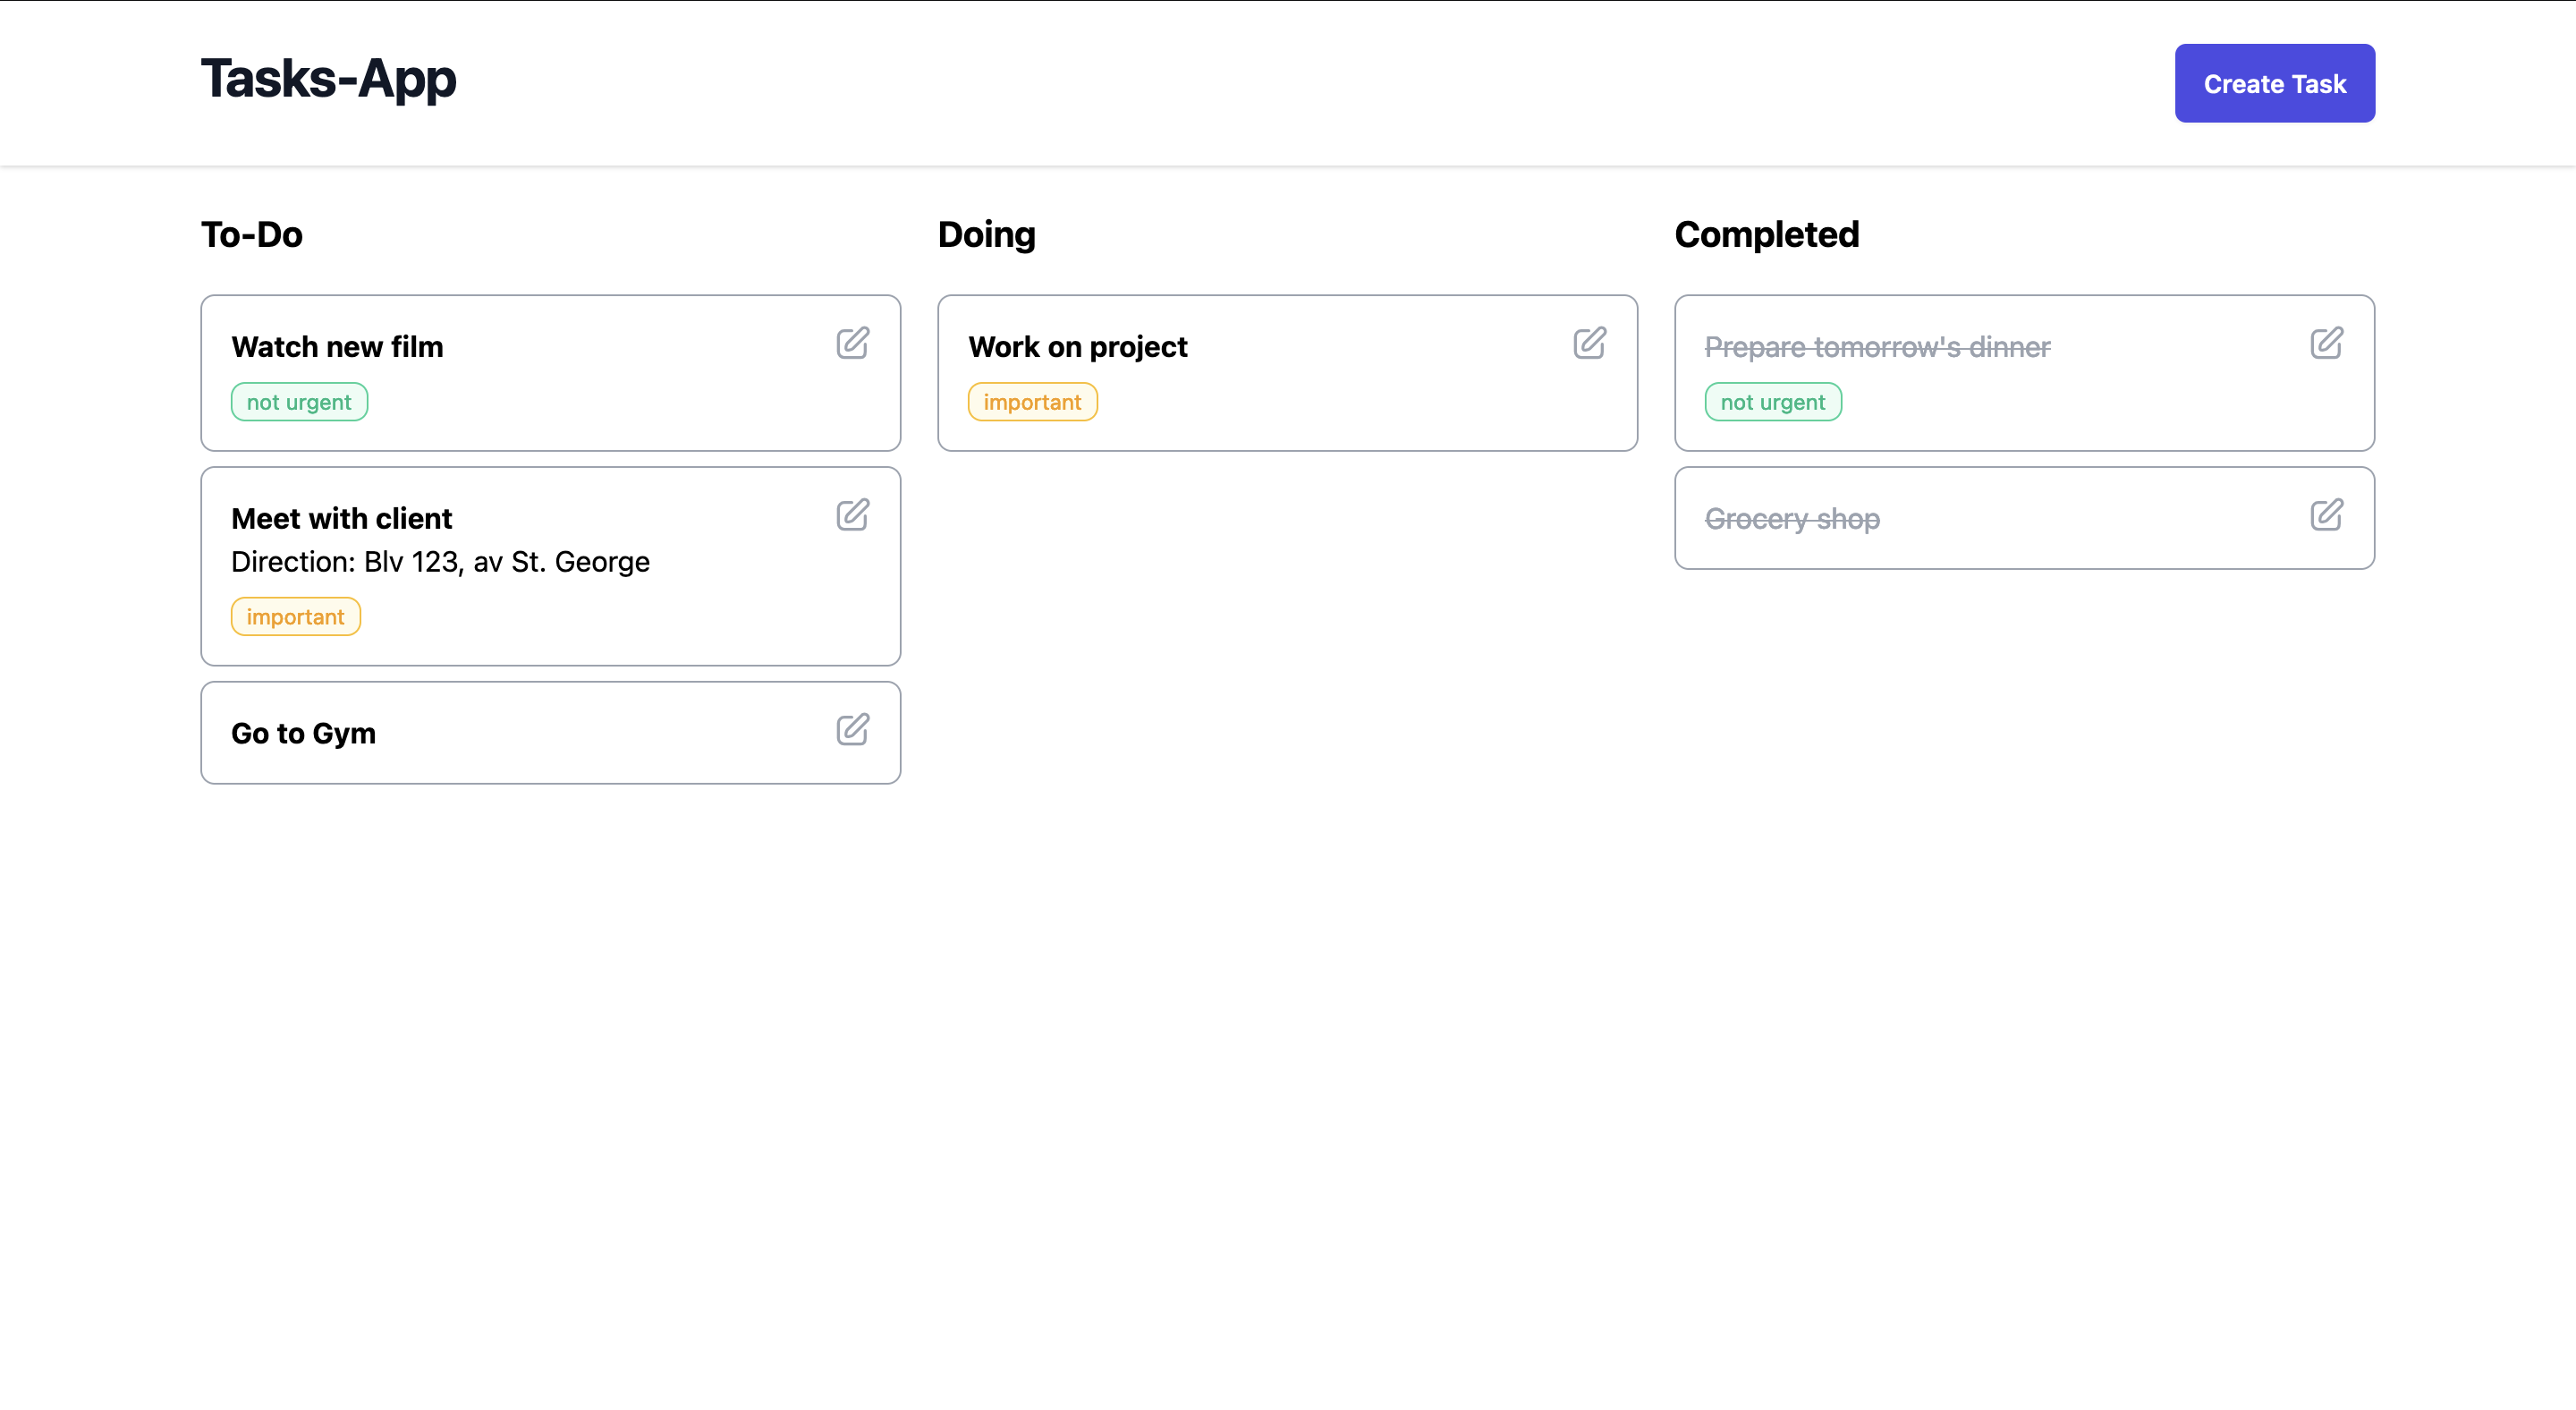 Tasks-App
Create Task
To-Do
Watch new film
not urgent
Meet with client
Direction: Blv 123, av St. George
important
Go to Gym
Doing
Work on project
important
Completed
Prepare tomorrow's dinner
not urgent
Grocery shop